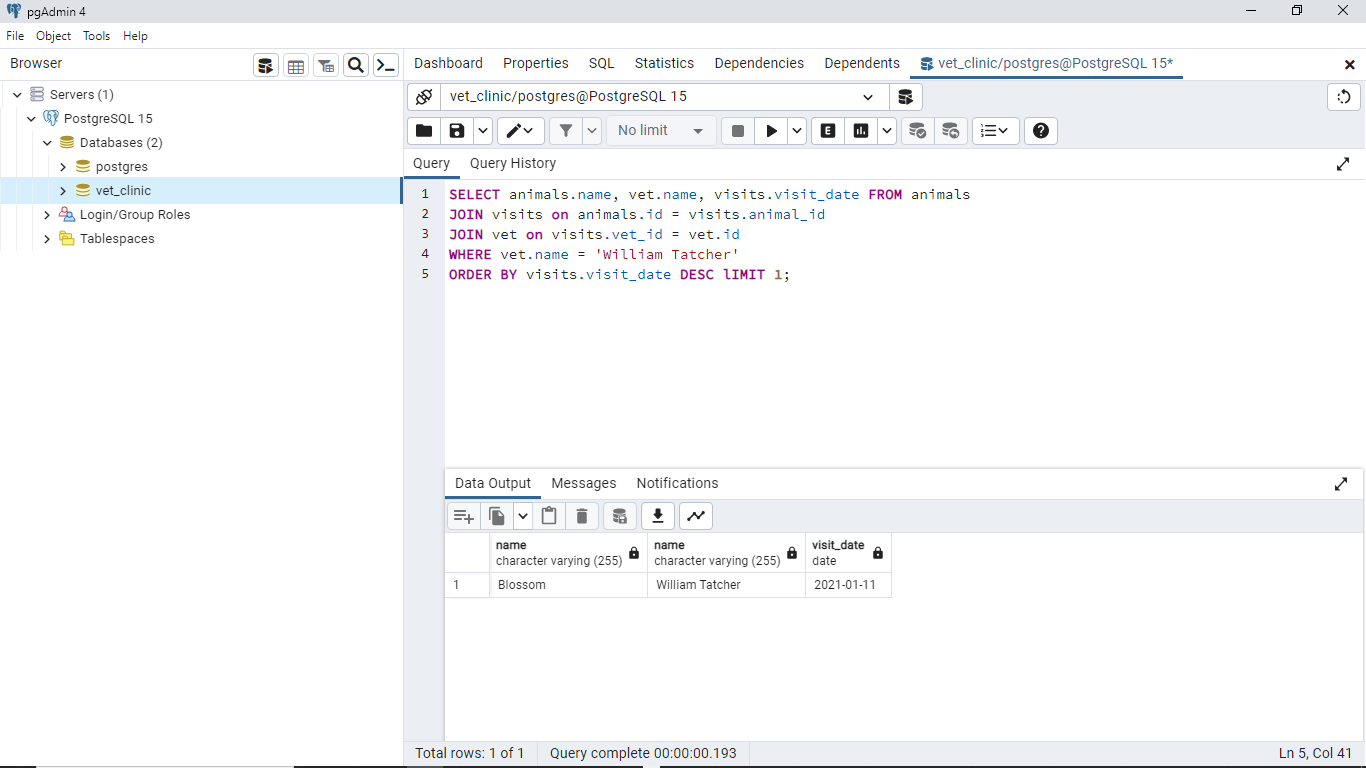 pgAdmin 4
File Object Tools Help
Browser
Servers (1)
PostgreSQL 15
Databases (2)
postgres
vet_clinic
Login/Group Roles
Tablespaces
Dashboard Properties SQL Statistics Dependencies Dependents vet_clinic/postgres@PostgreSQL 15*
vet_clinic/postgres@PostgreSQL 15
No limit E
Query Query History
1 SELECT animals.name, vet.name, visits.visit_date FROM animals
2 JOIN visits on animals.id = visits.animal_id
3 JOIN vet on visits.vet_id = vet.id
4 WHERE vet.name = 'William Tatcher'
5 ORDER BY visits.visit_date DESC lIMIT 1;
Data Output Messages Notifications
name name visit_date
character varying (255) character varying (255) date
1 Blossom William Tatcher 2021-01-11
Total rows: 1 of 1 Query complete 00:00:00.193 Ln 5, Col 41